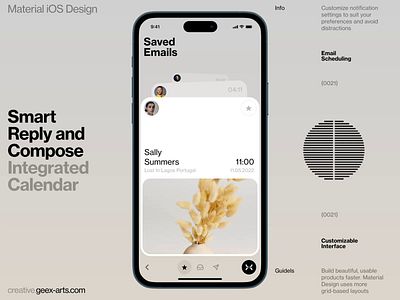 Material iOS Design
Smart
Reply and
Compose
Integrated
Calendar
creative.geex-arts.com
9:41
Saved
Emails
1
04:11
Sally
Summers
11:00
Lost In Lagos Portugal
11.05.2022
Info
Customize notification
settings to suit your
preferences and avoid
distractions
Email
Scheduling
(0021)
(0021)
Customizable
Interface
Guidels
Build beautiful, usable
products faster. Material
Design uses more
grid-based layouts